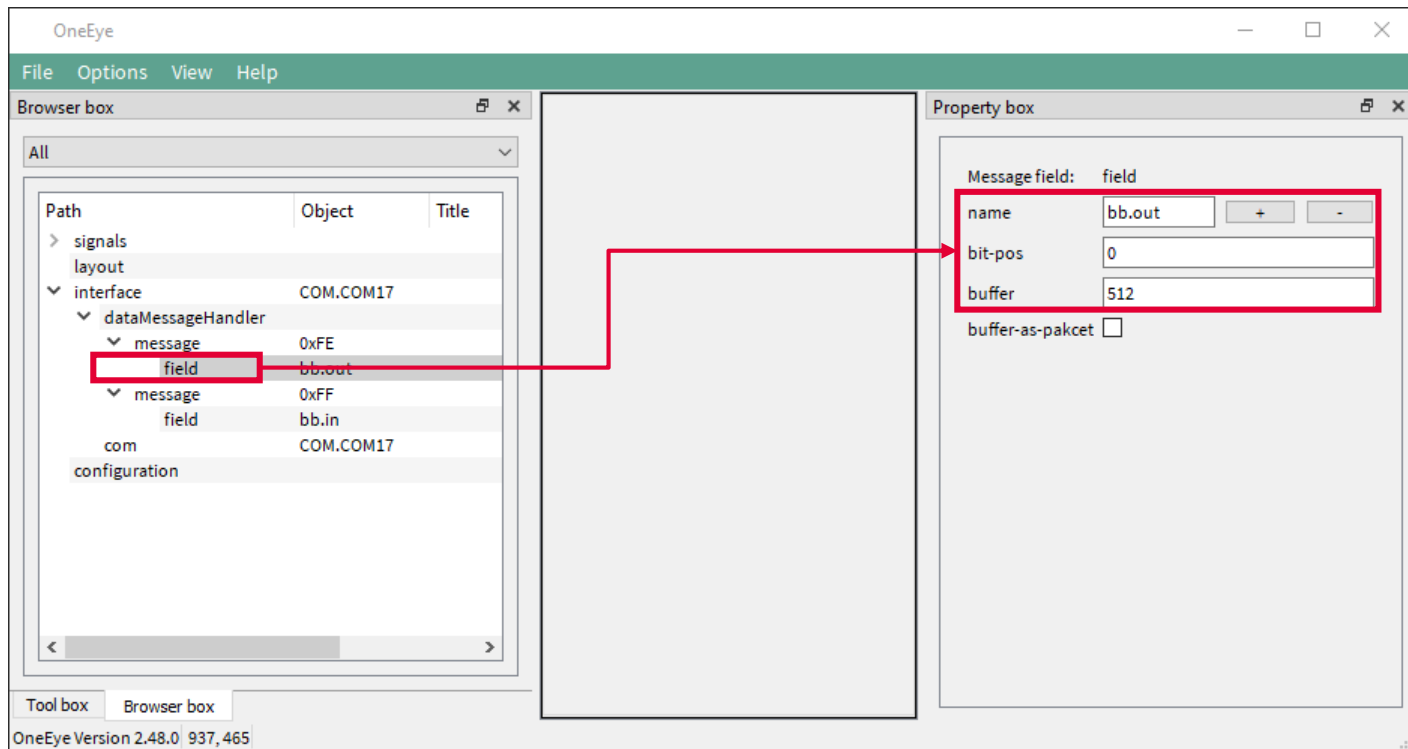 OneEye
File Options View Help
Browser box
All
Path Object Title
signals
layout
interface COM.COM17
dataMessageHandler
message 0xFE
field bb.out
message 0xFF
field bb.in
com COM.COM17
configuration
Tool box Browser box
OneEye Version 2.48.0 937, 465
Property box
Message field: field
name bb.out + -
bit-pos 0
buffer 512
buffer-as-pakcet